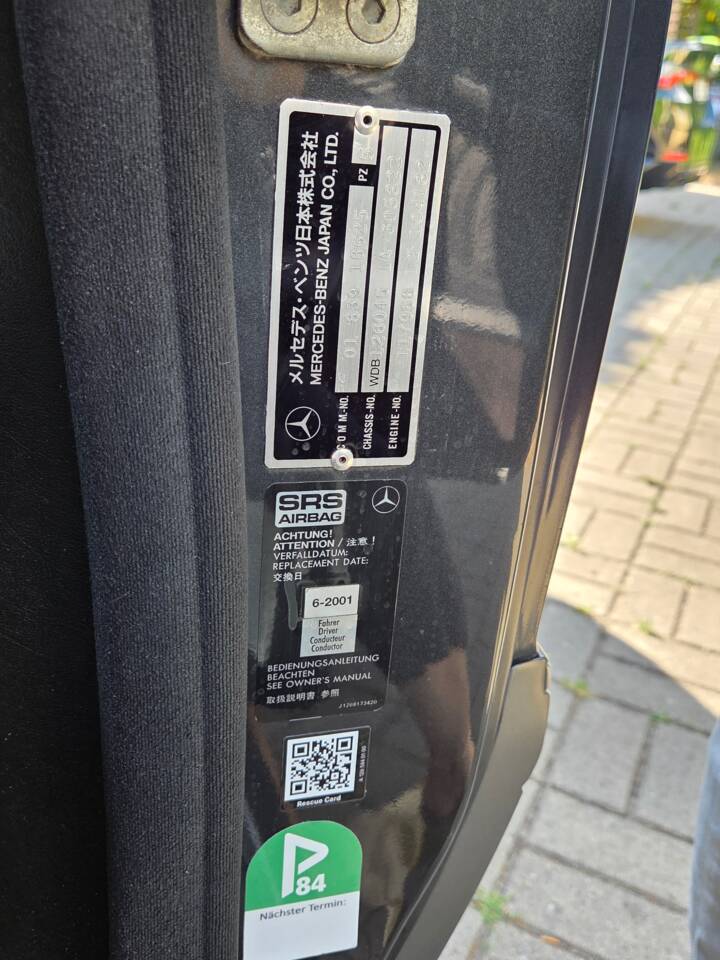 メルセデス・ベンツ日本株式会社
MERCEDES-BENZ JAPAN CO., LTD.
COMM.-NO.
PZ
CHASSIS-NO. WDB
ENGINE-NO.
SRS
AIRBAG
ACHTUNG!
ATTENTION / 注意!
VERFALLDATUM:
REPLACEMENT DATE:
交換日
6-2001
Fahrer
Driver
Conducteur
Conductor
BEDIENUNGSANLEITUNG
BEACHTEN
SEE OWNER'S MANUAL
取扱説明書 参照
Rescue Card
P
84
Nächster Termin: